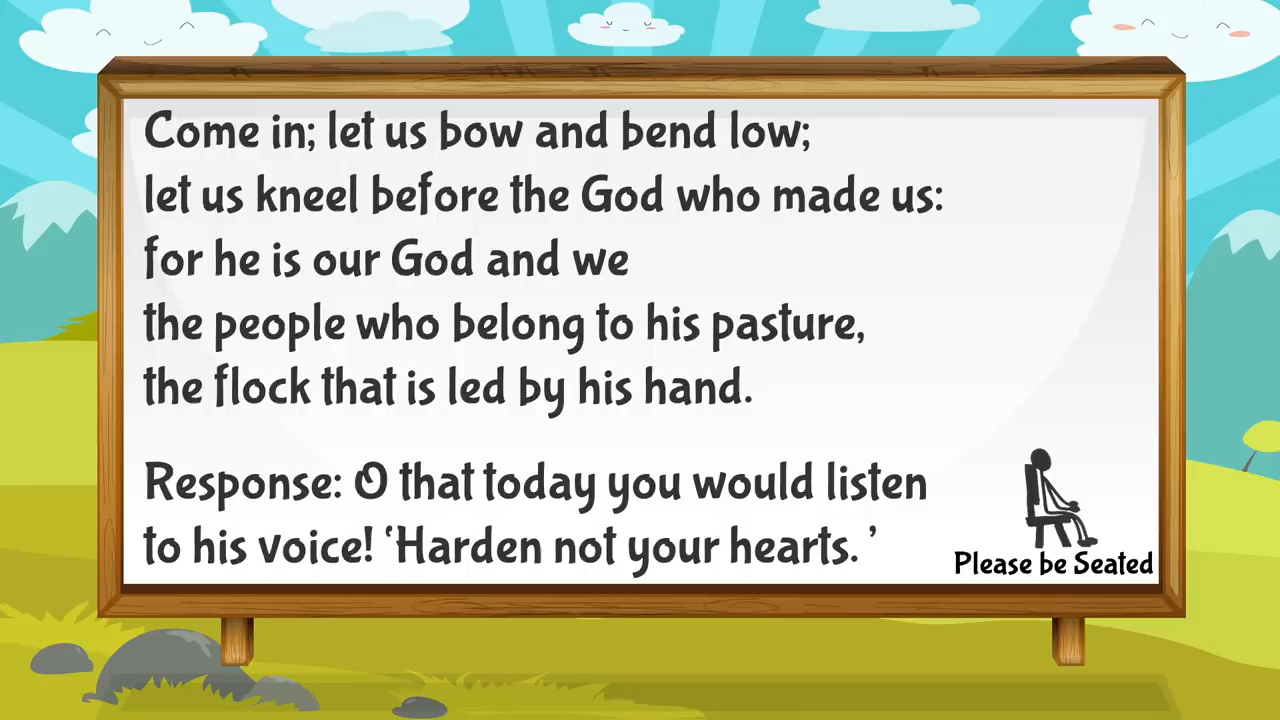 Come in; let us bow and bend low;
let us kneel before the God who made us:
for he is our God and we
the people who belong to his pasture,
the flock that is led by his hand.
Response: O that today you would listen
to his voice! ‘Harden not your hearts. ’
Please be Seated